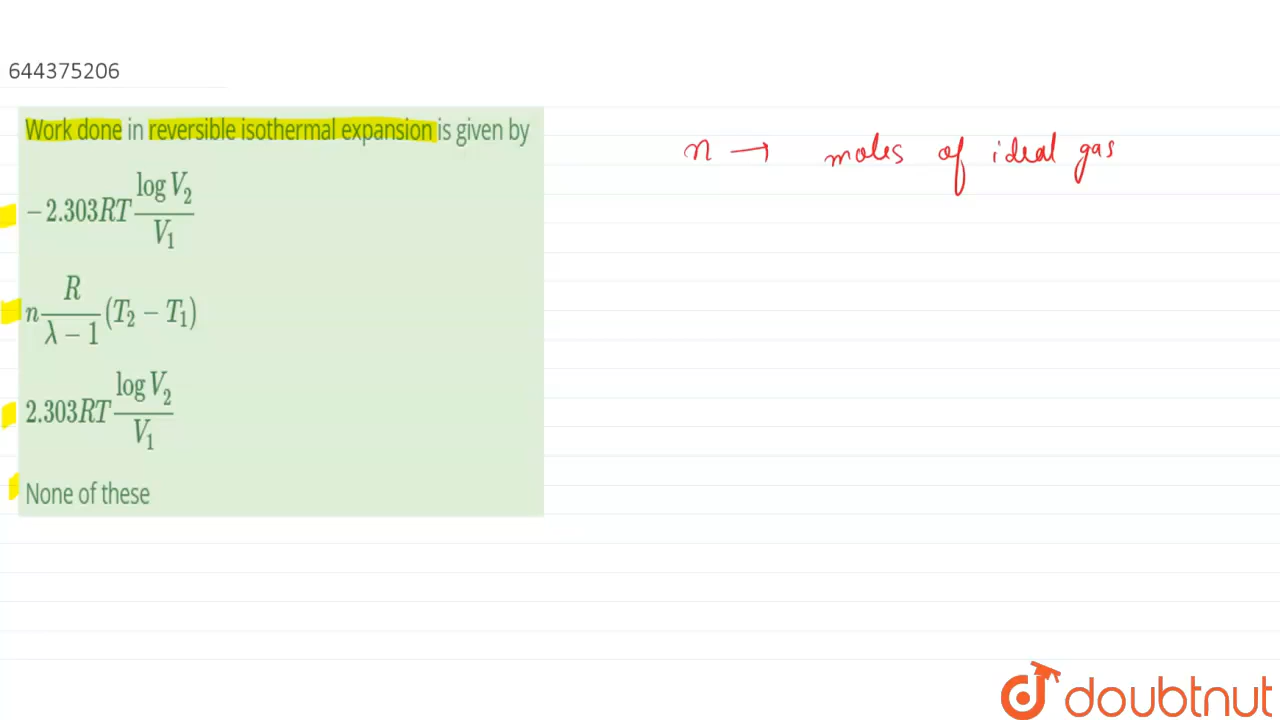 644375206
Work done in reversible isothermal expansion is given by
n → moles of ideal gas
−2.303RT log V₂ / V₁
n R / λ − 1 (T₂ − T₁)
2.303RT log V₂ / V₁
None of these
doubtnut